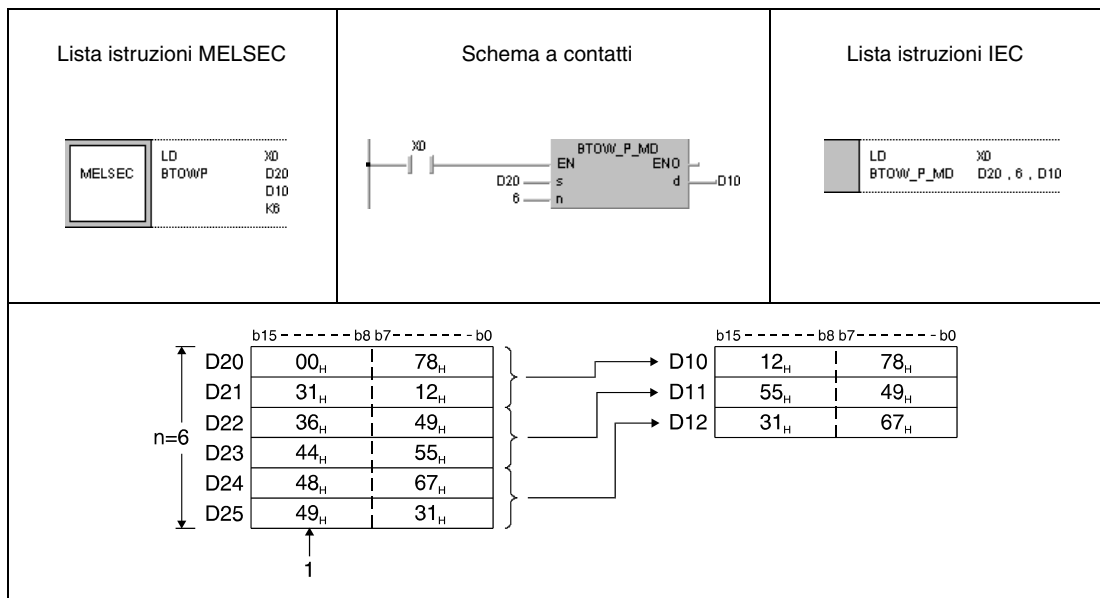 Lista istruzioni MELSEC
Schema a contatti
Lista istruzioni IEC
MELSEC
LD X0
BTOWP D20
D10
K6
X0
BTOW_P_MD
EN ENO
D20 s d D10
6 n
LD X0
BTOW_P_MD D20 , 6 , D10
b15 b8 b7 b0
D20 00H 78H
D21 31H 12H
D22 36H 49H
n=6
D23 44H 55H
D24 48H 67H
D25 49H 31H
1
b15 b8 b7 b0
D10 12H 78H
D11 55H 49H
D12 31H 67H